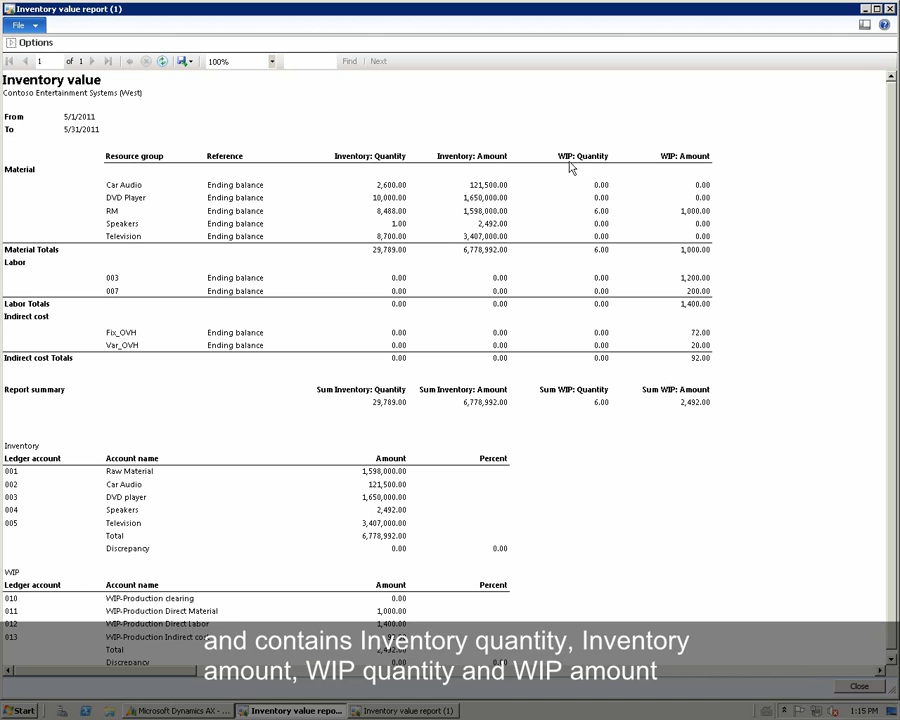 Inventory value report (1)
File
Options
1 of 1 100% Find Next
Inventory value
Contoso Entertainment Systems (West)
From 5/1/2011
To 5/31/2011
Resource group Reference Inventory: Quantity Inventory: Amount WIP: Quantity WIP: Amount
Material
Car Audio Ending balance 2,600.00 121,500.00 0.00 0.00
DVD Player Ending balance 10,000.00 1,650,000.00 0.00 0.00
RM Ending balance 8,488.00 1,598,000.00 6.00 1,000.00
Speakers Ending balance 1.00 2,492.00 0.00 0.00
Television Ending balance 8,700.00 3,407,000.00 0.00 0.00
Material Totals 29,789.00 6,778,992.00 6.00 1,000.00
Labor
003 Ending balance 0.00 0.00 0.00 1,200.00
007 Ending balance 0.00 0.00 0.00 200.00
Labor Totals 0.00 0.00 0.00 1,400.00
Indirect cost
Fix_OVH Ending balance 0.00 0.00 0.00 72.00
Var_OVH Ending balance 0.00 0.00 0.00 20.00
Indirect cost Totals 0.00 0.00 0.00 92.00
Report summary Sum Inventory: Quantity Sum Inventory: Amount Sum WIP: Quantity Sum WIP: Amount
29,789.00 6,778,992.00 6.00 2,492.00
Inventory
Ledger account Account name Amount Percent
001 Raw Material 1,598,000.00
002 Car Audio 121,500.00
003 DVD player 1,650,000.00
004 Speakers 2,492.00
005 Television 3,407,000.00
Total 6,778,992.00
Discrepancy 0.00 0.00
WIP
Ledger account Account name Amount Percent
010 WIP-Production clearing 0.00
011 WIP-Production Direct Material 1,000.00
012 WIP-Production Direct Labor 1,400.00
013 WIP-Production Indirect cost
Total
Discrepancy
and contains Inventory quantity, Inventory
amount, WIP quantity and WIP amount
Close
Start Microsoft Dynamics AX - ... Inventory value repo... Inventory value report (1) 1:15 PM